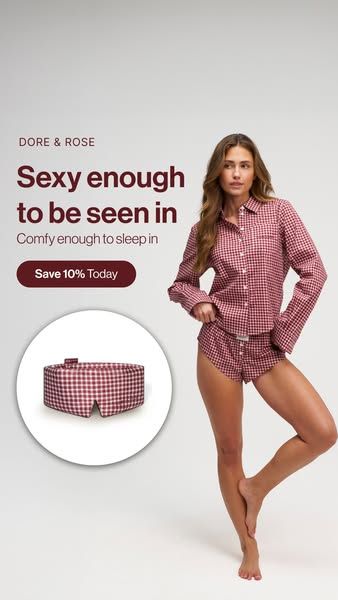 DORE & ROSE
Sexy enough
to be seen in
Comfy enough to sleep in
Save 10% Today